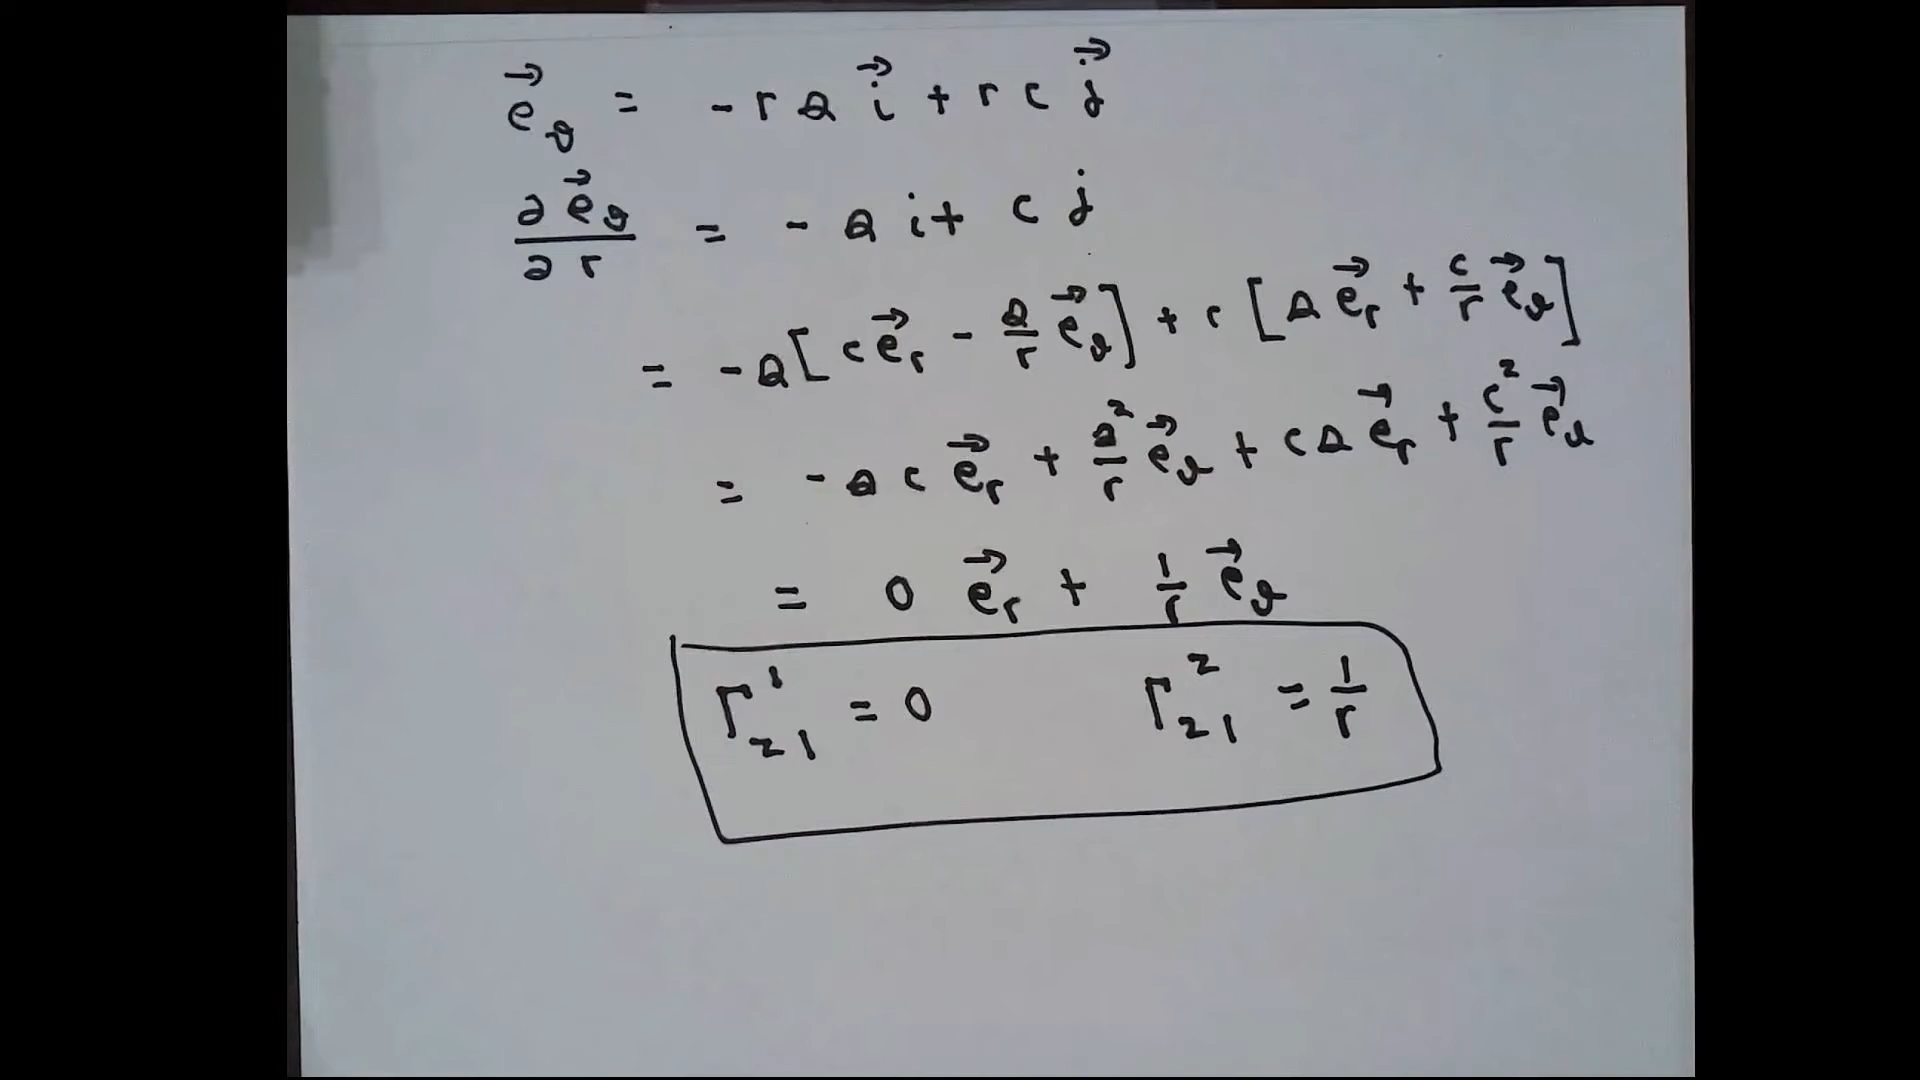 e⃗_θ = - r s i⃗ + r c j⃗
∂e⃗_θ / ∂r = - s i + c j
= - s [ c e⃗_r - s/r e⃗_θ ] + c [ s e⃗_r + c/r e⃗_θ ]
= - s c e⃗_r + s²/r e⃗_θ + c s e⃗_r + c²/r e⃗_θ
= 0 e⃗_r + 1/r e⃗_θ
Γ¹₂₁ = 0 Γ²₂₁ = 1/r